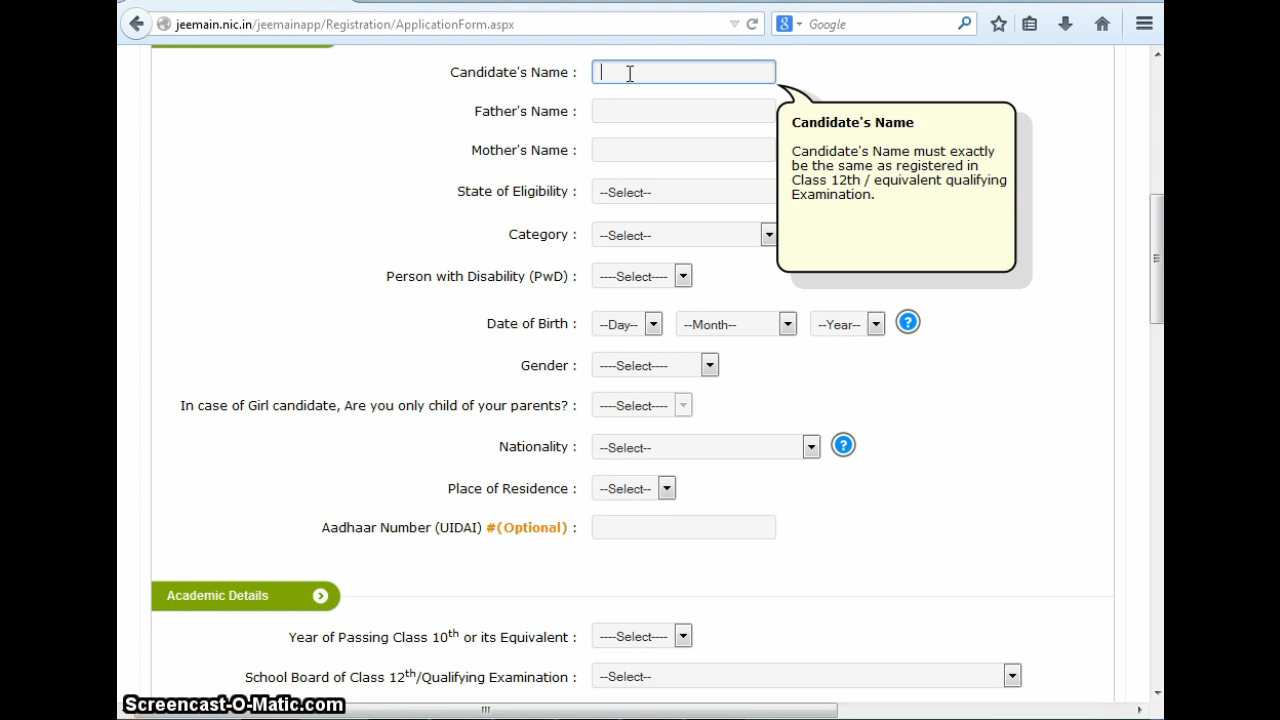 jeemain.nic.in/jeemainapp/Registration/ApplicationForm.aspx
Google
Candidate's Name :
Father's Name :
Mother's Name :
State of Eligibility : --Select--
Category : --Select--
Person with Disability (PwD) : ----Select----
Date of Birth : --Day-- --Month-- --Year-- ?
Gender : ----Select----
In case of Girl candidate, Are you only child of your parents? : ----Select----
Nationality : --Select-- ?
Place of Residence : --Select--
Aadhaar Number (UIDAI) #(Optional) :
Candidate's Name
Candidate's Name must exactly
be the same as registered in
Class 12th / equivalent qualifying
Examination.
Academic Details
Year of Passing Class 10th or its Equivalent : ----Select----
School Board of Class 12th/Qualifying Examination : --Select--
Screencast-O-Matic.com